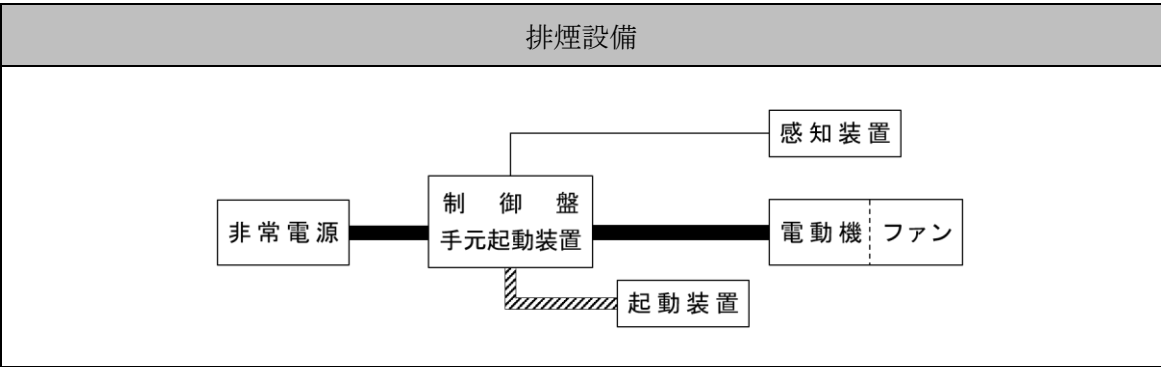 排煙設備
感知装置
制御盤
手元起動装置
非常電源
電動機 ファン
起動装置